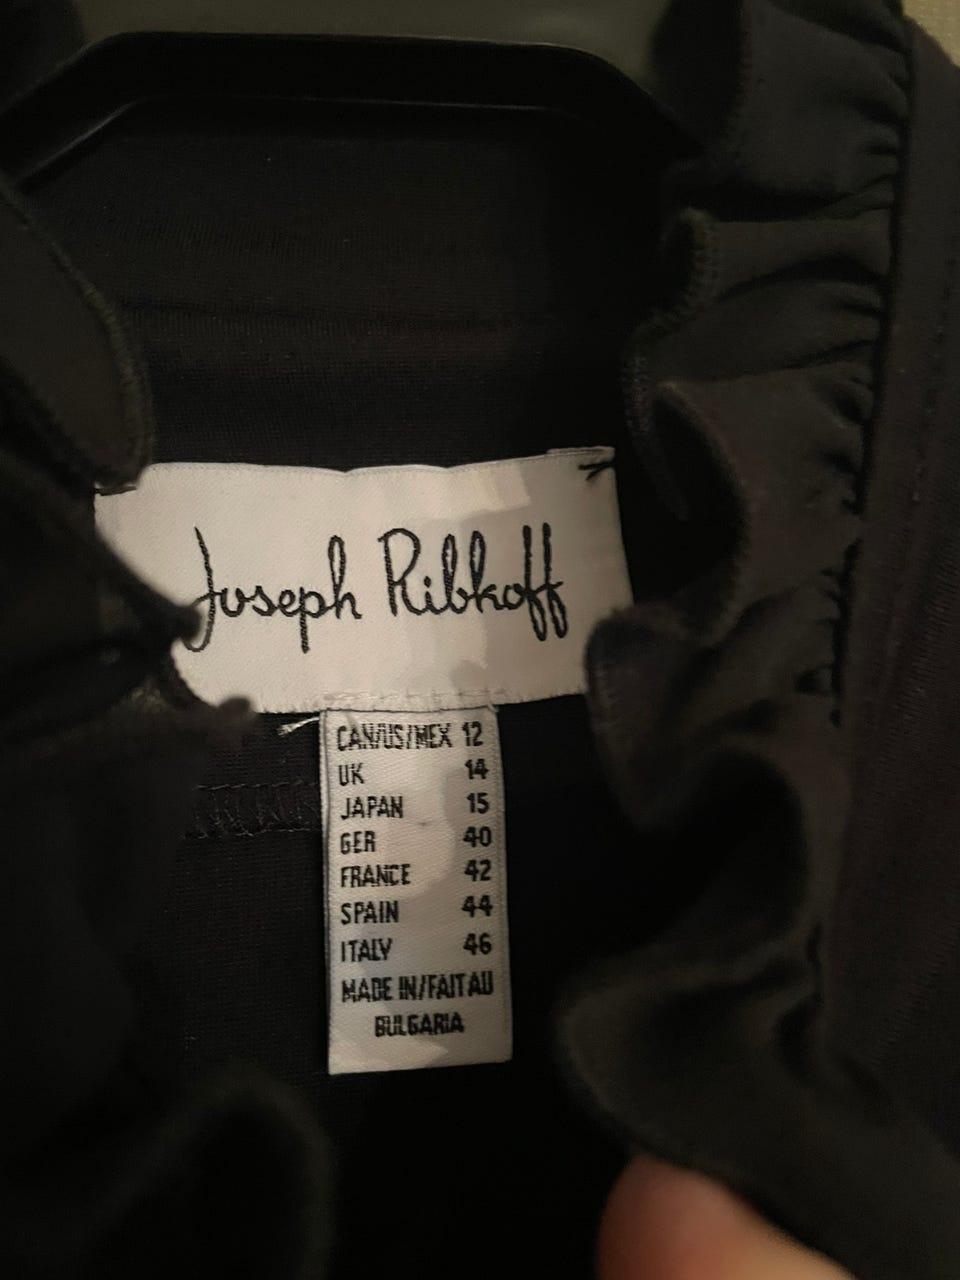 Joseph Ribkoff
CAN/US/MEX 12
UK 14
JAPAN 15
GER 40
FRANCE 42
SPAIN 44
ITALY 46
MADE IN/FAIT AU
BULGARIA